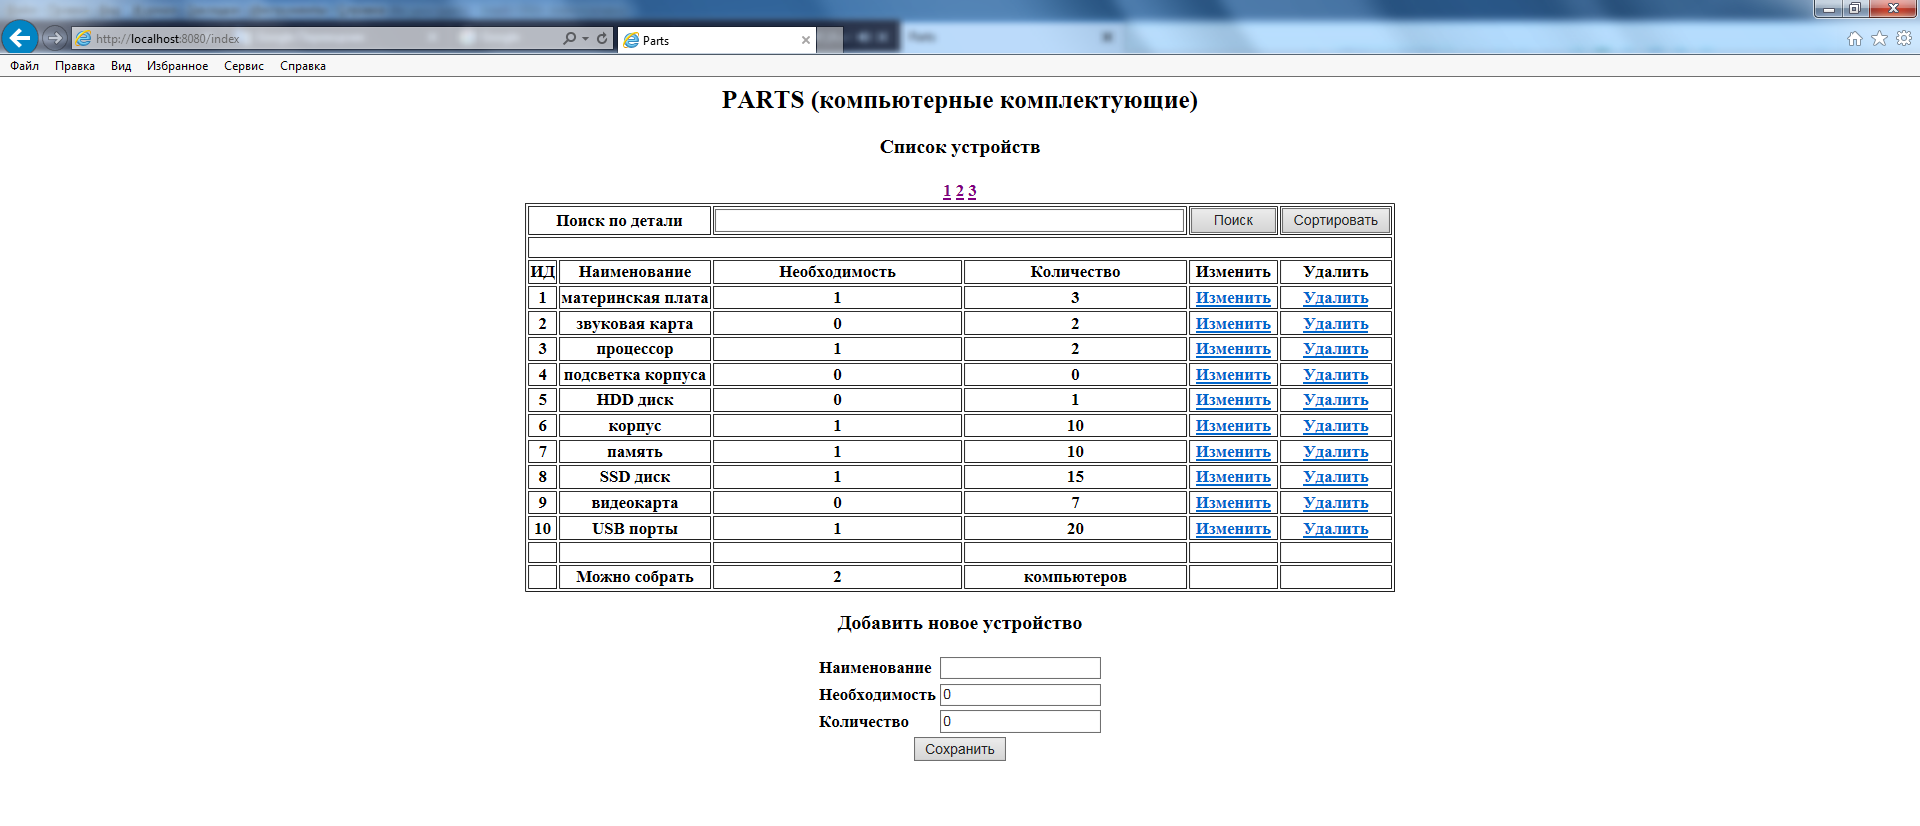 http://localhost:8080/index
Parts
Файл Правка Вид Избранное Сервис Справка
PARTS (компьютерные комплектующие)
Список устройств
1 2 3
Поиск по детали Поиск Сортировать
ИД Наименование Необходимость Количество Изменить Удалить
1 материнская плата 1 3 Изменить Удалить
2 звуковая карта 0 2 Изменить Удалить
3 процессор 1 2 Изменить Удалить
4 подсветка корпуса 0 0 Изменить Удалить
5 HDD диск 0 1 Изменить Удалить
6 корпус 1 10 Изменить Удалить
7 память 1 10 Изменить Удалить
8 SSD диск 1 15 Изменить Удалить
9 видеокарта 0 7 Изменить Удалить
10 USB порты 1 20 Изменить Удалить
Можно собрать 2 компьютеров
Добавить новое устройство
Наименование
Необходимость 0
Количество 0
Сохранить